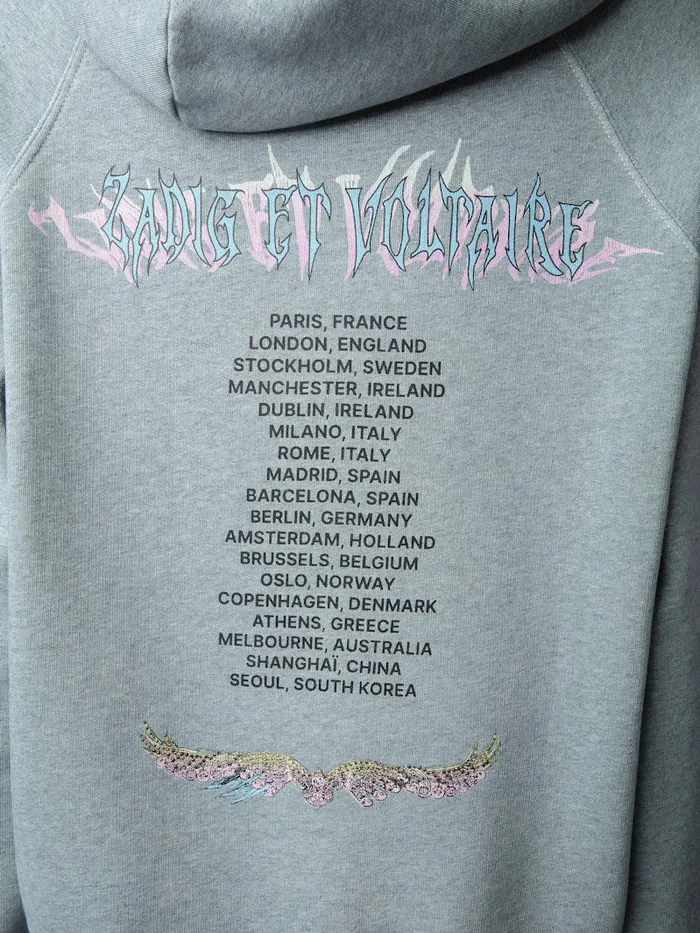 ZADIG ET VOLTAIRE
PARIS, FRANCE
LONDON, ENGLAND
STOCKHOLM, SWEDEN
MANCHESTER, IRELAND
DUBLIN, IRELAND
MILANO, ITALY
ROME, ITALY
MADRID, SPAIN
BARCELONA, SPAIN
BERLIN, GERMANY
AMSTERDAM, HOLLAND
BRUSSELS, BELGIUM
OSLO, NORWAY
COPENHAGEN, DENMARK
ATHENS, GREECE
MELBOURNE, AUSTRALIA
SHANGHAÏ, CHINA
SEOUL, SOUTH KOREA